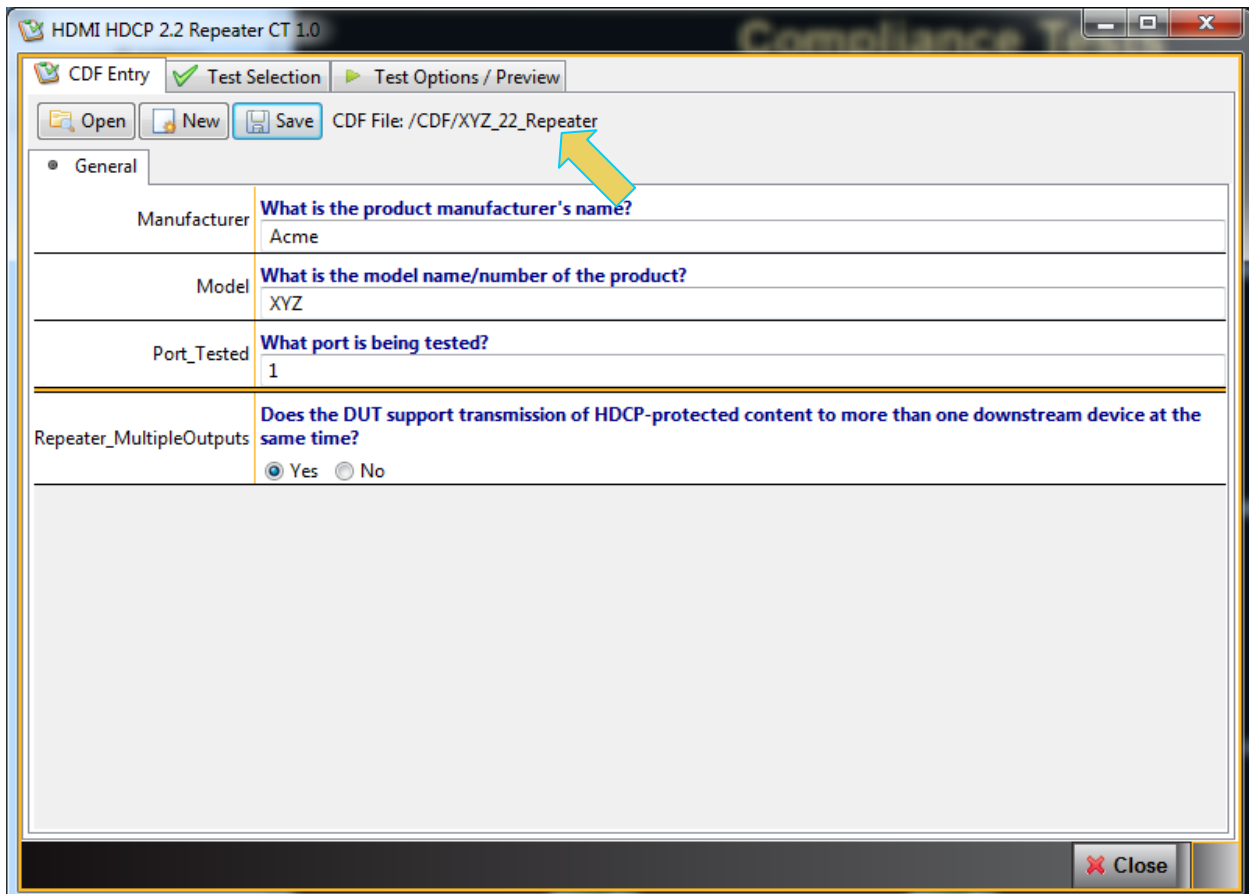 HDMI HDCP 2.2 Repeater CT 1.0
Compliance Tests
CDF Entry
Test Selection
Test Options / Preview
Open
New
Save
CDF File: /CDF/XYZ_22_Repeater
General
Manufacturer
What is the product manufacturer's name?
Acme
Model
What is the model name/number of the product?
XYZ
Port_Tested
What port is being tested?
1
Repeater_MultipleOutputs
Does the DUT support transmission of HDCP-protected content to more than one downstream device at the
same time?
Yes
No
Close